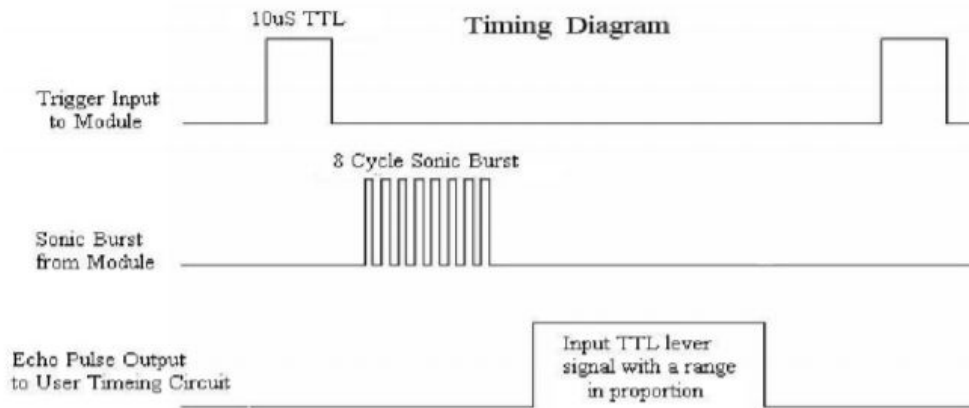 10uS TTL
Timing Diagram
Trigger Input
to Module
8 Cycle Sonic Burst
Sonic Burst
from Module
Echo Pulse Output
to User Timeing Circuit
Input TTL lever
signal with a range
in proportion